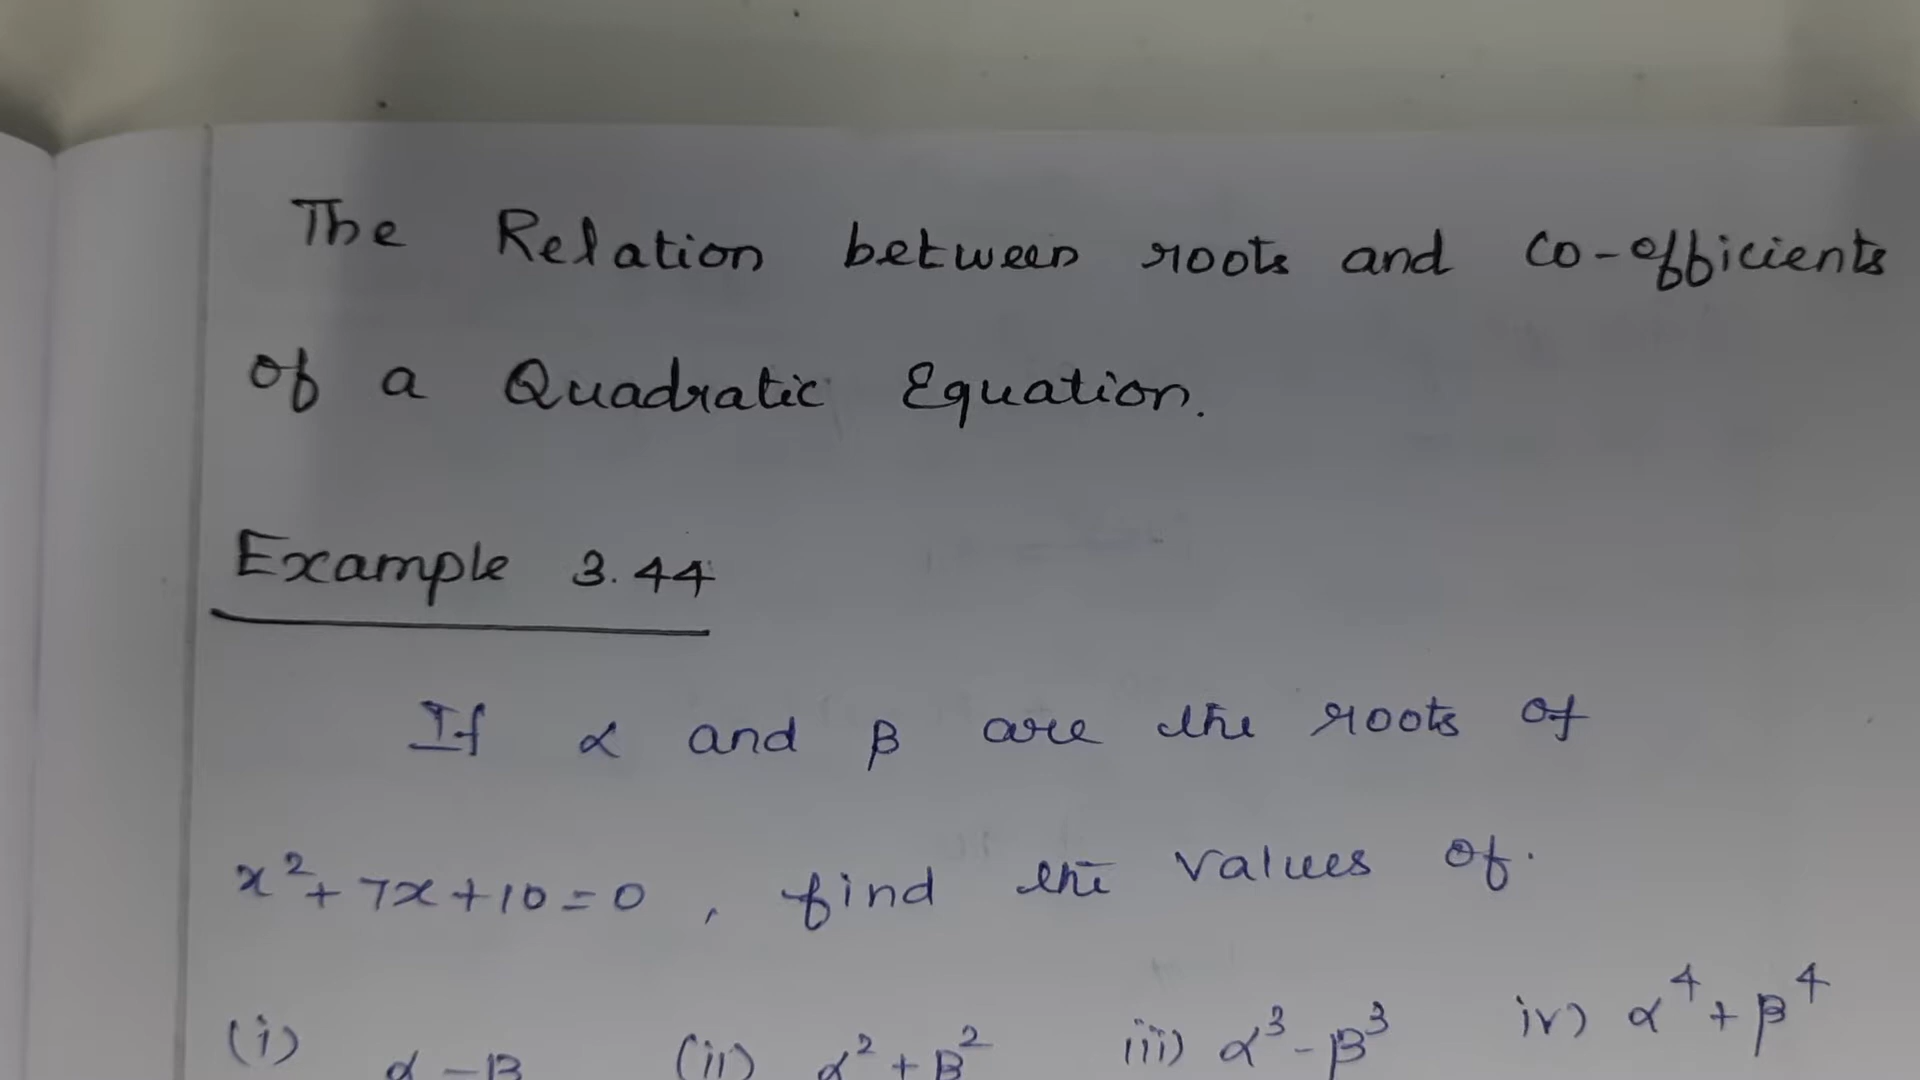 The Relation between roots and co-efficients
of a Quadratic Equation.
Example 3.44
If α and β are the roots of
x²+7x+10=0, find the values of.
(i) α-β (ii) α²+β² iii) α³-β³ iv) α⁴+β⁴